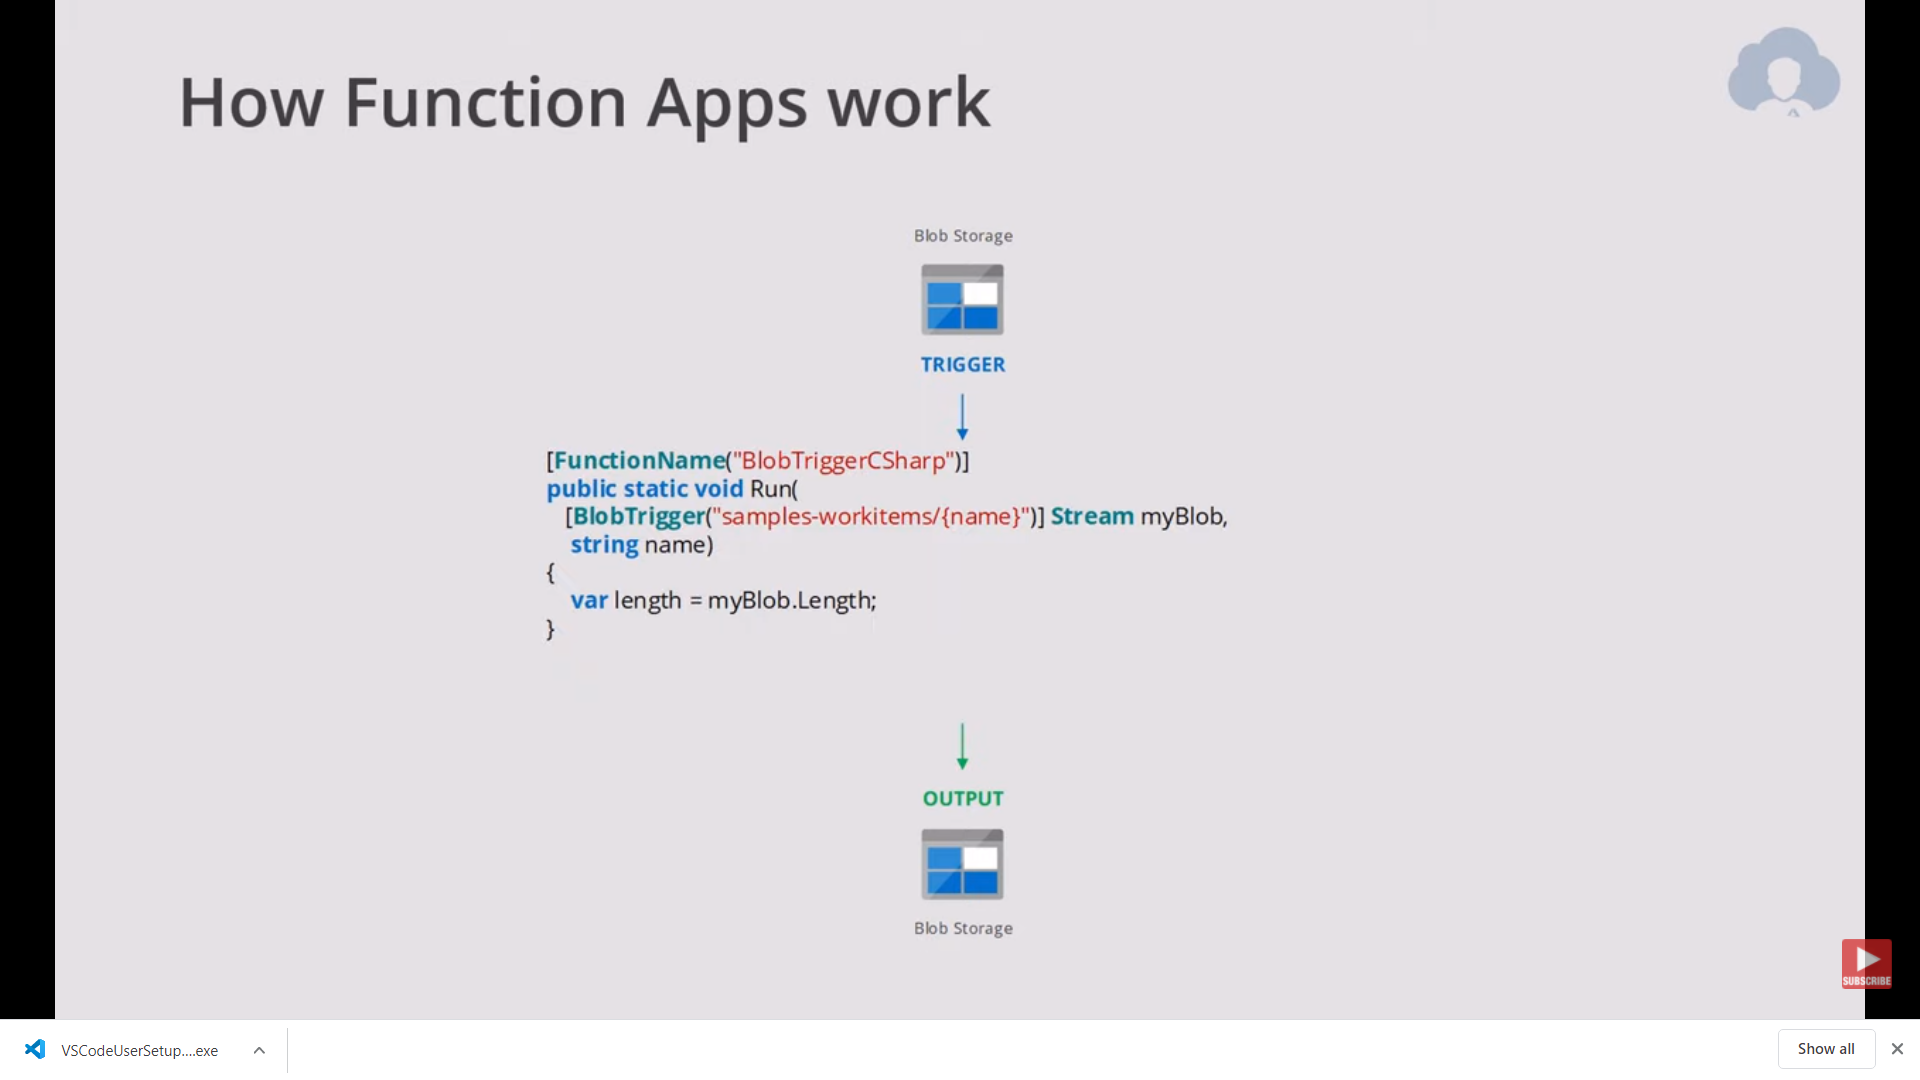 How Function Apps work
Blob Storage
TRIGGER
[FunctionName("BlobTriggerCSharp")]
public static void Run(
[BlobTrigger("samples-workitems/{name}")] Stream myBlob,
string name)
{
var length = myBlob.Length;
}
OUTPUT
Blob Storage
SUBSCRIBE
VSCodeUserSetup....exe
Show all